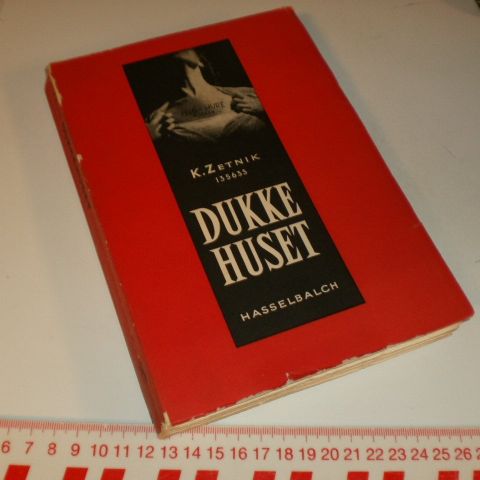 K. ZETNIK
135633
DUKKE
HUSET
HASSELBALCH
6 7 8 9 10 11 12 13 14 15 16 17 18 19 20 21 22 23 24 25 26 2